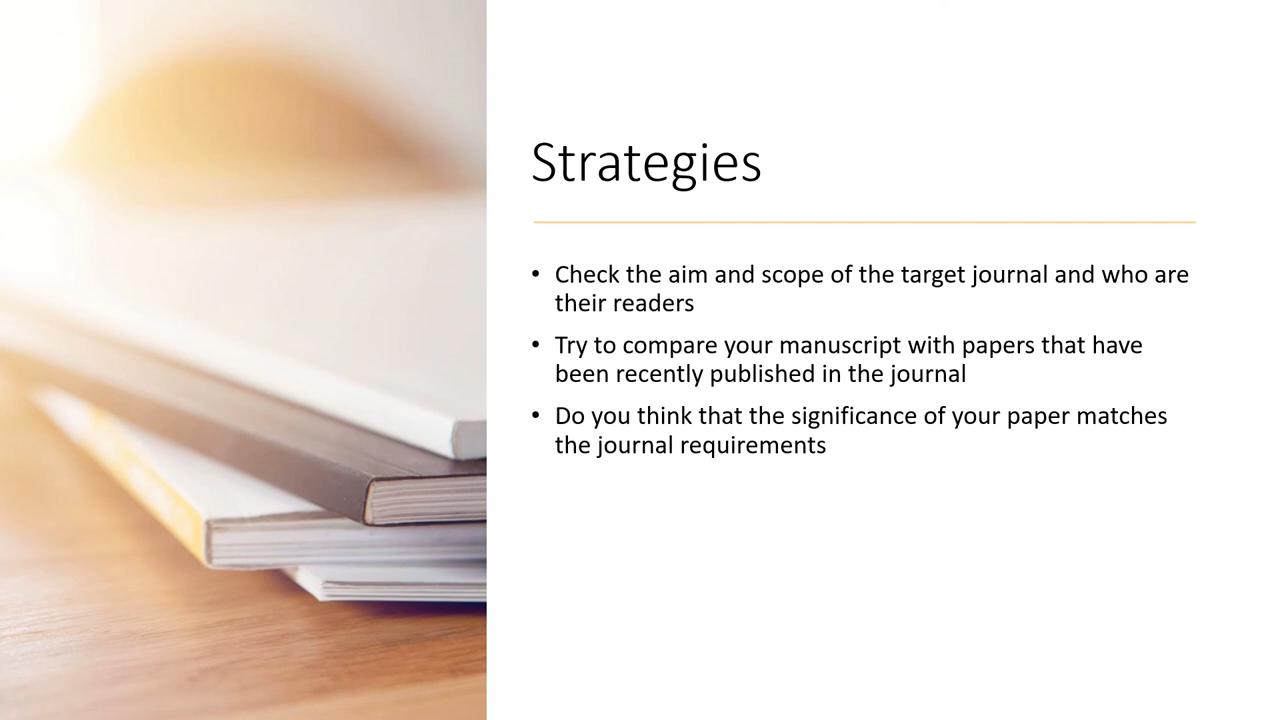 Strategies
• Check the aim and scope of the target journal and who are
their readers
• Try to compare your manuscript with papers that have
been recently published in the journal
• Do you think that the significance of your paper matches
the journal requirements